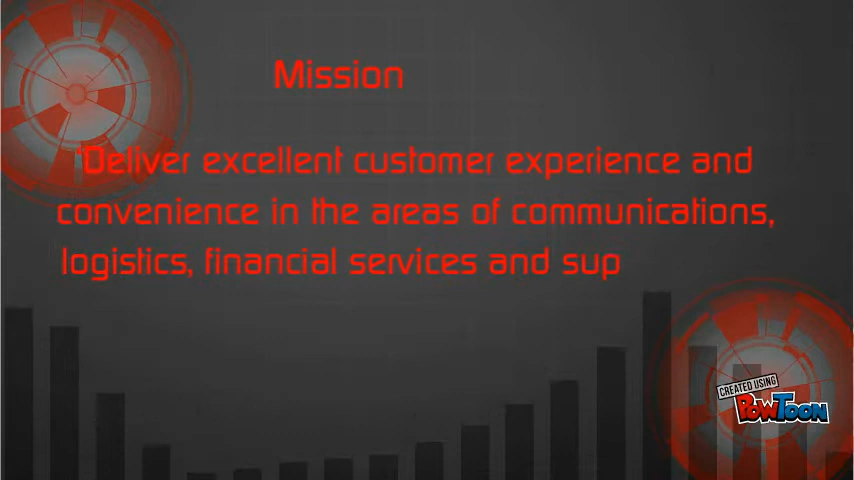 Mission
"Deliver excellent customer experience and
convenience in the areas of communications,
logistics, financial services and sup
CREATED USING
POWTOON